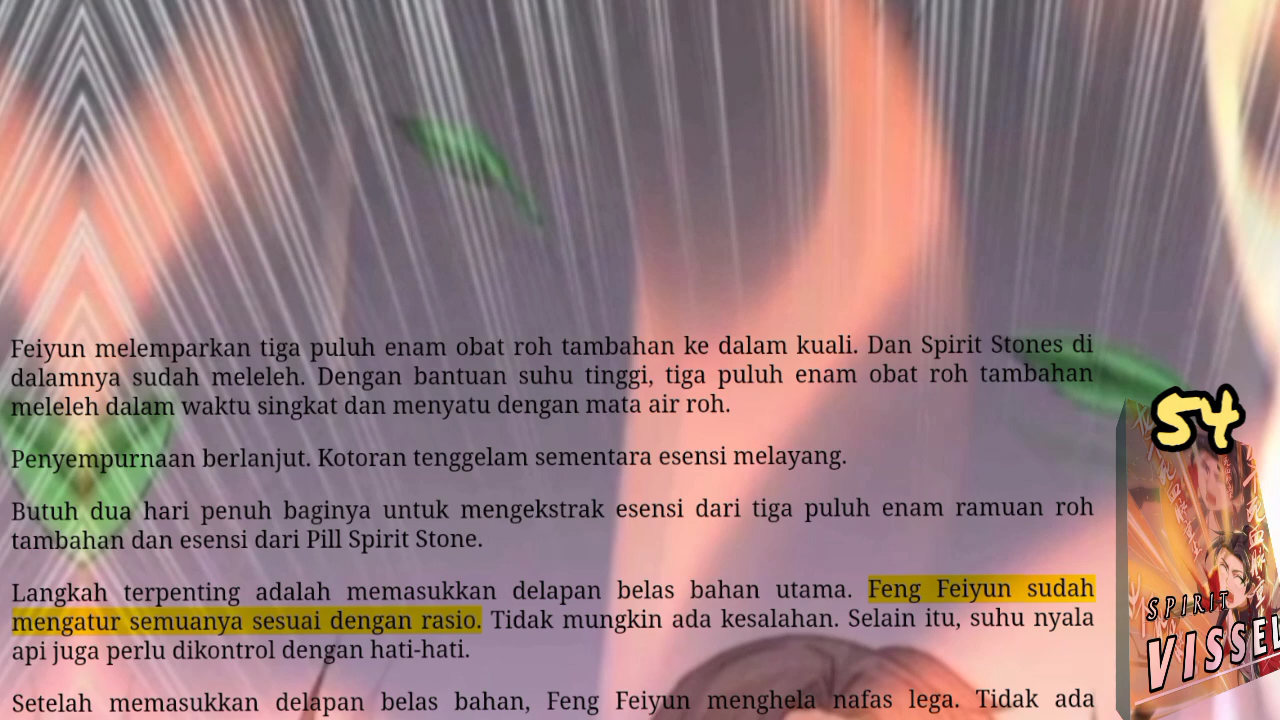 Feiyun melemparkan tiga puluh enam obat roh tambahan ke dalam kuali. Dan Spirit Stones di
dalamnya sudah meleleh. Dengan bantuan suhu tinggi, tiga puluh enam obat roh tambahan
meleleh dalam waktu singkat dan menyatu dengan mata air roh.
Penyempurnaan berlanjut. Kotoran tenggelam sementara esensi melayang.
Butuh dua hari penuh baginya untuk mengekstrak esensi dari tiga puluh enam ramuan roh
tambahan dan esensi dari Pill Spirit Stone.
Langkah terpenting adalah memasukkan delapan belas bahan utama. Feng Feiyun sudah
mengatur semuanya sesuai dengan rasio. Tidak mungkin ada kesalahan. Selain itu, suhu nyala
api juga perlu dikontrol dengan hati-hati.
Setelah memasukkan delapan belas bahan, Feng Feiyun menghela nafas lega. Tidak ada
54
SPIRIT
VISSEL